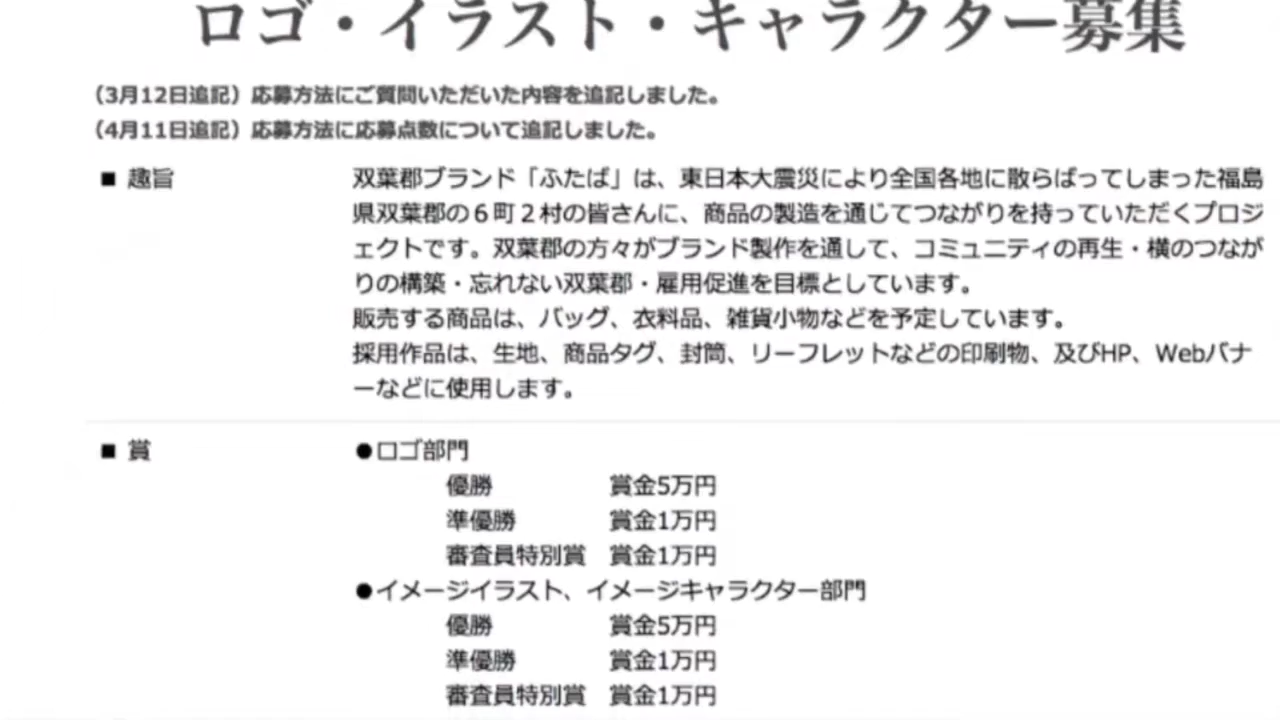 ロゴ・イラスト・キャラクター募集
（3月12日追記）応募方法にご質問いただいた内容を追記しました。
（4月11日追記）応募方法に応募点数について追記しました。
■ 趣旨
双葉郡ブランド「ふたば」は、東日本大震災により全国各地に散らばってしまった福島
県双葉郡の６町２村の皆さんに、商品の製造を通じてつながりを持っていただくプロジ
ェクトです。双葉郡の方々がブランド製作を通して、コミュニティの再生・横のつなが
りの構築・忘れない双葉郡・雇用促進を目標としています。
販売する商品は、バッグ、衣料品、雑貨小物などを予定しています。
採用作品は、生地、商品タグ、封筒、リーフレットなどの印刷物、及びHP、Webバナ
ーなどに使用します。
■ 賞
●ロゴ部門
優勝 賞金5万円
準優勝 賞金1万円
審査員特別賞 賞金1万円
●イメージイラスト、イメージキャラクター部門
優勝 賞金5万円
準優勝 賞金1万円
審査員特別賞 賞金1万円